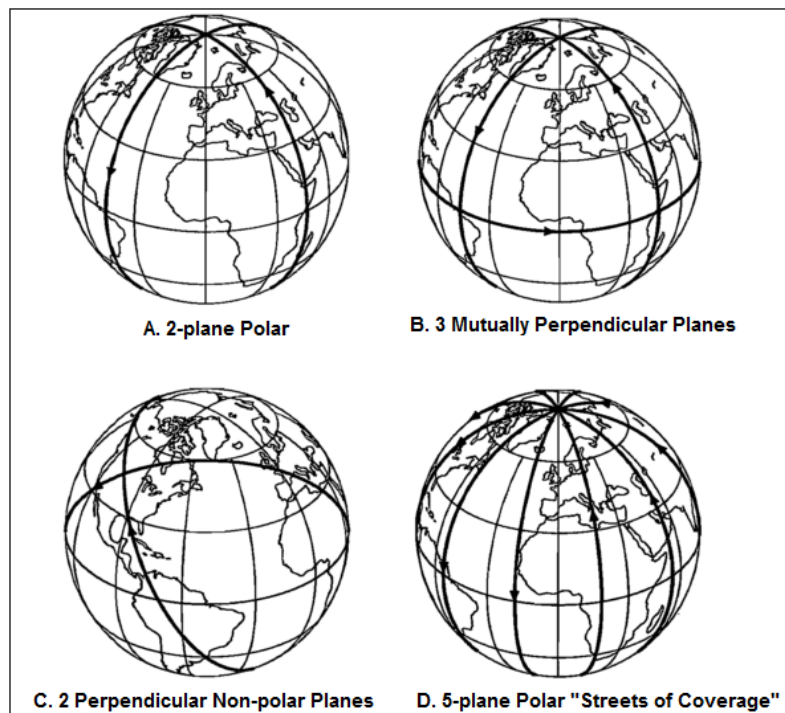 A. 2-plane Polar
B. 3 Mutually Perpendicular Planes
C. 2 Perpendicular Non-polar Planes
D. 5-plane Polar "Streets of Coverage"